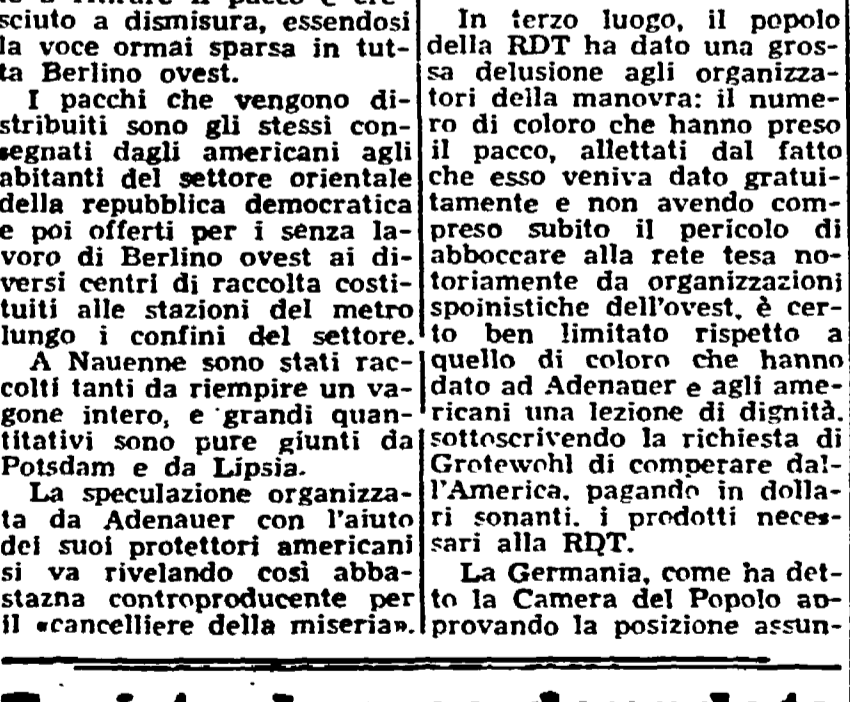 sciuto a dismisura, essendosi
la voce ormai sparsa in tut-
ta Berlino ovest.
I pacchi che vengono di-
stribuiti sono gli stessi con-
segnati dagli americani agli
abitanti del settore orientale
della repubblica democratica
e poi offerti per i senza la-
voro di Berlino ovest ai di-
versi centri di raccolta costi-
tuiti alle stazioni del metro
lungo i confini del settore.
A Nauenne sono stati rac-
colti tanti da riempire un va-
gone intero, e grandi quan-
titativi sono pure giunti da
Potsdam e da Lipsia.
La speculazione organizza-
ta da Adenauer con l'aiuto
dei suoi protettori americani
si va rivelando così abba-
stazna controproducente per
il «cancelliere della miseria».
In terzo luogo, il popolo
della RDT ha dato una gros-
sa delusione agli organizza-
tori della manovra: il nume-
ro di coloro che hanno preso
il pacco, allettati dal fatto
che esso veniva dato gratui-
tamente e non avendo com-
preso subito il pericolo di
abboccare alla rete tesa no-
toriamente da organizzazioni
spoinistiche dell'ovest, è cer-
to ben limitato rispetto a
quello di coloro che hanno
dato ad Adenauer e agli ame-
ricani una lezione di dignità,
sottoscrivendo la richiesta di
Grotewohl di comperare dal-
l'America, pagando in dolla-
ri sonanti, i prodotti neces-
sari alla RDT.
La Germania, come ha det-
to la Camera del Popolo ap-
provando la posizione assun-